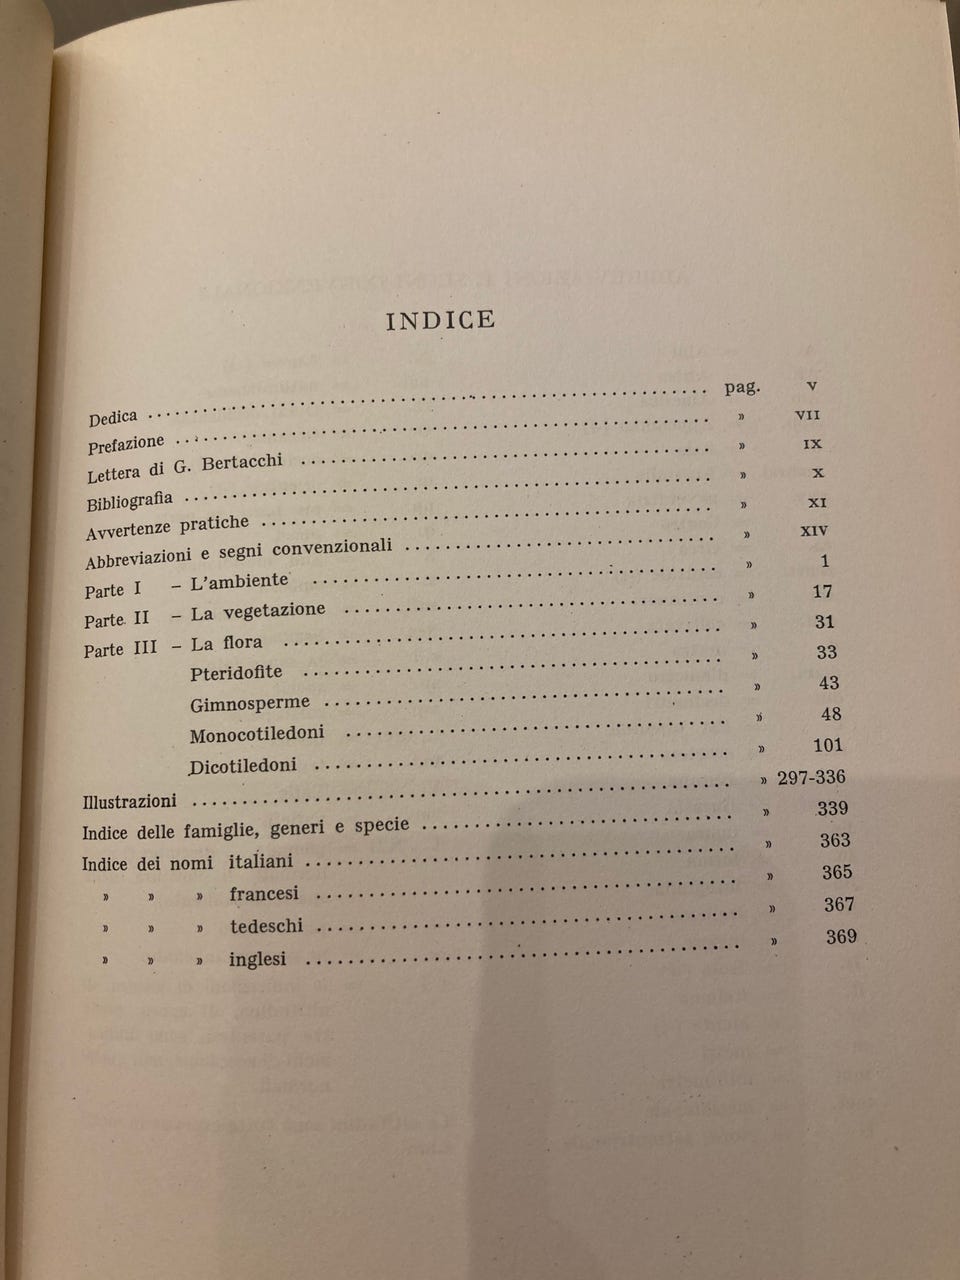 INDICE
Dedica ........ pag. V
Prefazione ........ » VII
Lettera di G. Bertacchi ........ » IX
Bibliografia ........ » X
Avvertenze pratiche ........ » XI
Abbreviazioni e segni convenzionali ........ » XIV
Parte I – L'ambiente ........ » 1
Parte II – La vegetazione ........ » 17
Parte III – La flora ........ » 31
Pteridofite ........ » 33
Gimnosperme ........ » 43
Monocotiledoni ........ » 48
Dicotiledoni ........ » 101
Illustrazioni ........ » 297-336
Indice delle famiglie, generi e specie ........ » 339
Indice dei nomi italiani ........ » 363
» » » francesi ........ » 365
» » » tedeschi ........ » 367
» » » inglesi ........ » 369